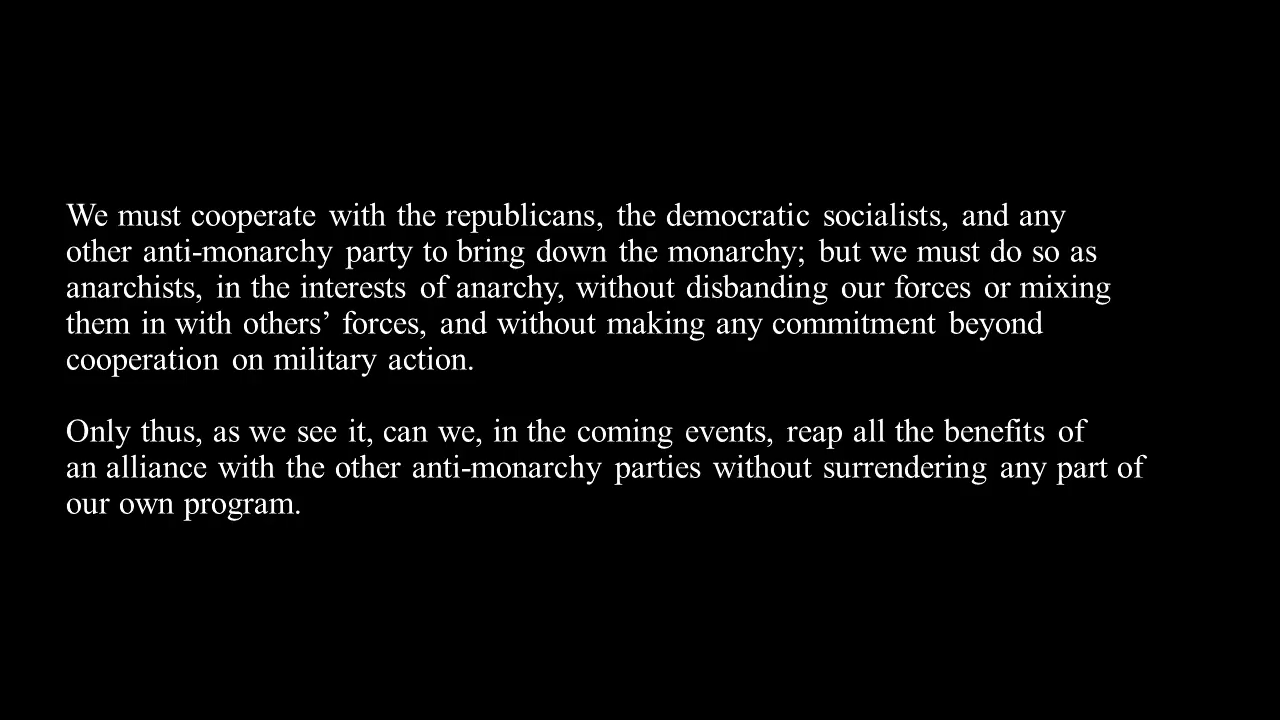 We must cooperate with the republicans, the democratic socialists, and any
other anti-monarchy party to bring down the monarchy; but we must do so as
anarchists, in the interests of anarchy, without disbanding our forces or mixing
them in with others’ forces, and without making any commitment beyond
cooperation on military action.
Only thus, as we see it, can we, in the coming events, reap all the benefits of
an alliance with the other anti-monarchy parties without surrendering any part of
our own program.